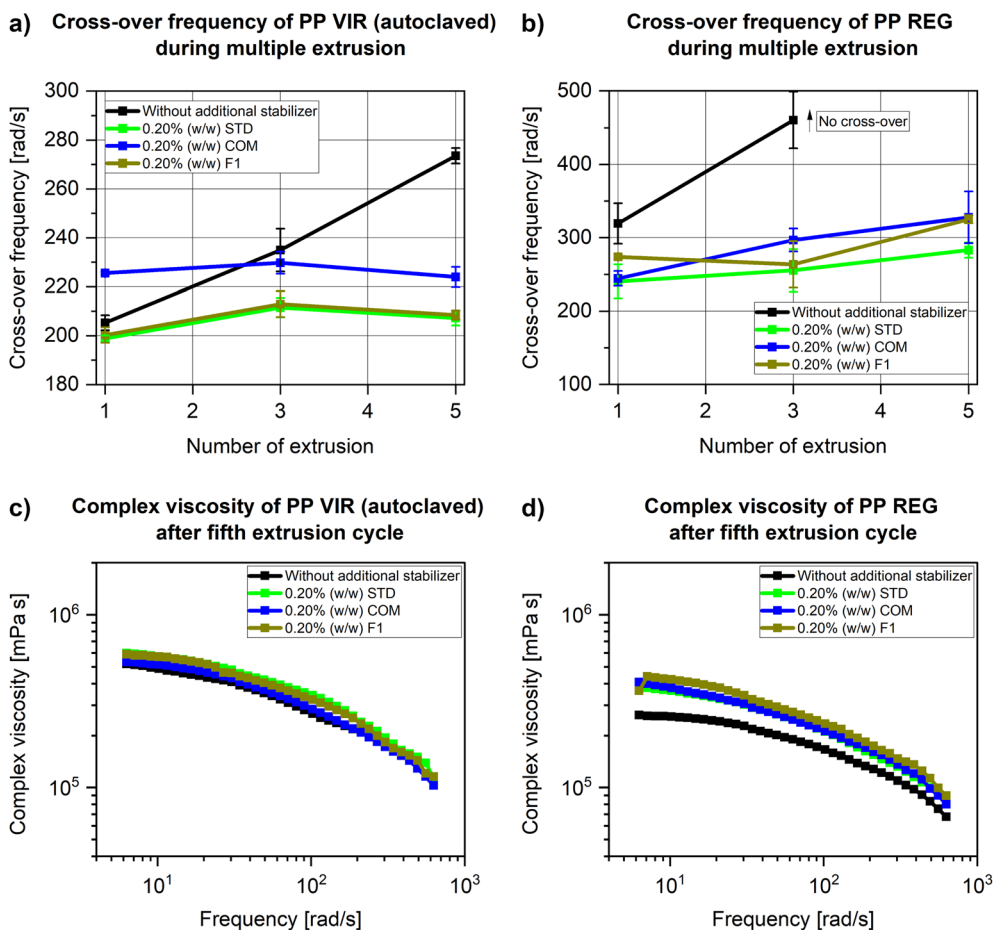 a) Cross-over frequency of PP VIR (autoclaved)
during multiple extrusion
Cross-over frequency [rad/s]
300
280
260
240
220
200
180
Without additional stabilizer
0.20% (w/w) STD
0.20% (w/w) COM
0.20% (w/w) F1
1 2 3 4 5
Number of extrusion
b) Cross-over frequency of PP REG
during multiple extrusion
Cross-over frequency [rad/s]
500
400
300
200
100
No cross-over
Without additional stabilizer
0.20% (w/w) STD
0.20% (w/w) COM
0.20% (w/w) F1
1 2 3 4 5
Number of extrusion
c) Complex viscosity of PP VIR (autoclaved)
after fifth extrusion cycle
Complex viscosity [mPa s]
10⁶
10⁵
Without additional stabilizer
0.20% (w/w) STD
0.20% (w/w) COM
0.20% (w/w) F1
10¹ 10² 10³
Frequency [rad/s]
d) Complex viscosity of PP REG
after fifth extrusion cycle
Complex viscosity [mPa s]
10⁶
10⁵
Without additional stabilizer
0.20% (w/w) STD
0.20% (w/w) COM
0.20% (w/w) F1
10¹ 10² 10³
Frequency [rad/s]